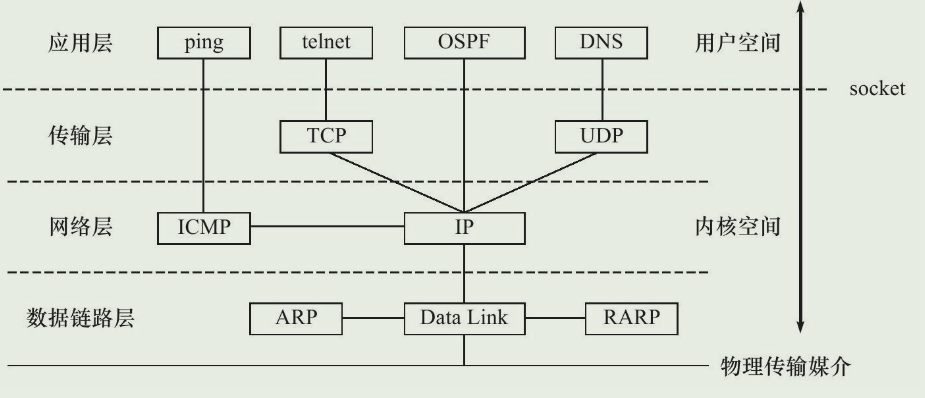 应用层 ping telnet OSPF DNS 用户空间
socket
传输层 TCP UDP
网络层 ICMP IP 内核空间
数据链路层 ARP Data Link RARP
物理传输媒介